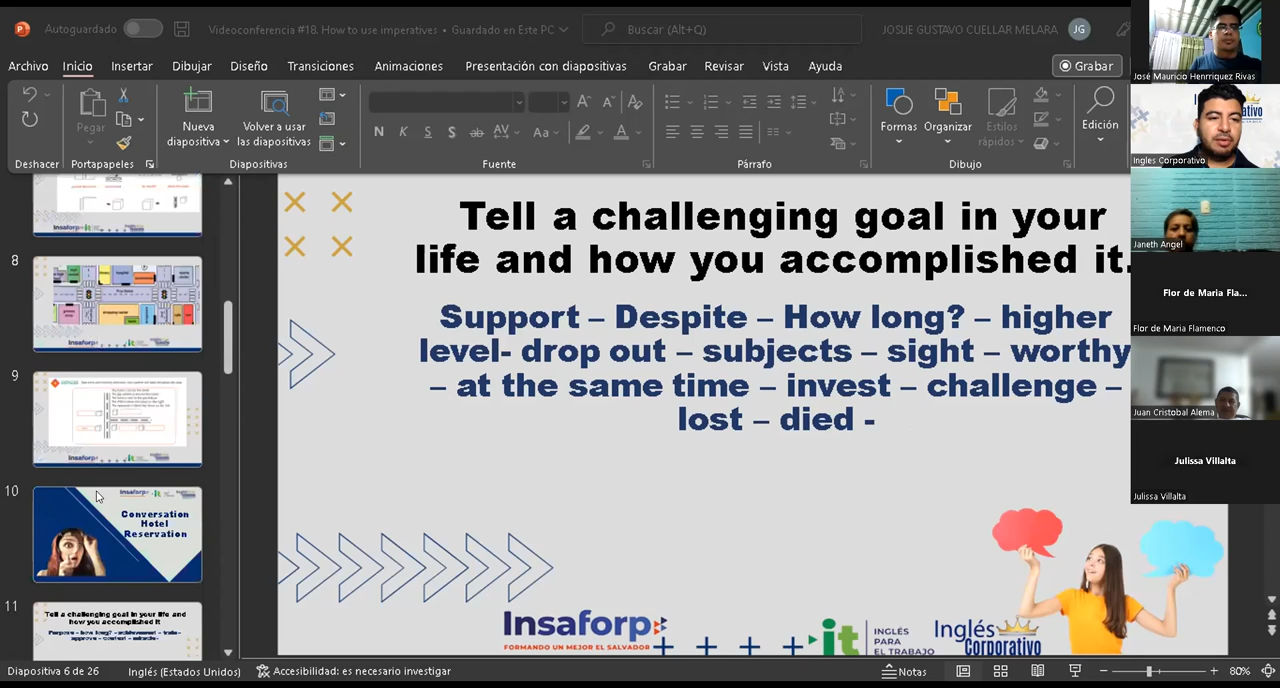 Autoguardado
Videoconferencia #18. How to use imperatives • Guardado en Este PC
Buscar (Alt+Q)
JOSUE GUSTAVO CUELLAR MELARA
JG
Archivo Inicio Insertar Dibujar Diseño Transiciones Animaciones Presentación con diapositivas Grabar Revisar Vista Ayuda
Grabar
Pegar
Nueva diapositiva
Volver a usar las diapositivas
Formas
Organizar
Estilos rápidos
Edición
Deshacer
Portapapeles
Diapositivas
Fuente
Párrafo
Dibujo
8
9
10
Conversation
Hotel
Reservation
11
Tell a challenging goal in your life and
how you accomplished it
Tell a challenging goal in your
life and how you accomplished it.
Support – Despite – How long? – higher
level- drop out – subjects – sight – worthy
– at the same time – invest – challenge –
lost – died -
Insaforp
FORMANDO UN MEJOR EL SALVADOR
it
INGLÉS
PARA
EL TRABAJO
Inglés
Corporativo
José Mauricio Henrriquez Rivas
Ingles Corporativo
Janeth Angel
Flor de Maria Fla...
Flor de Maria Flamenco
Juan Cristobal Alema
Julissa Villalta
Julissa Villalta
Diapositiva 6 de 26
Inglés (Estados Unidos)
Accesibilidad: es necesario investigar
Notas
80%